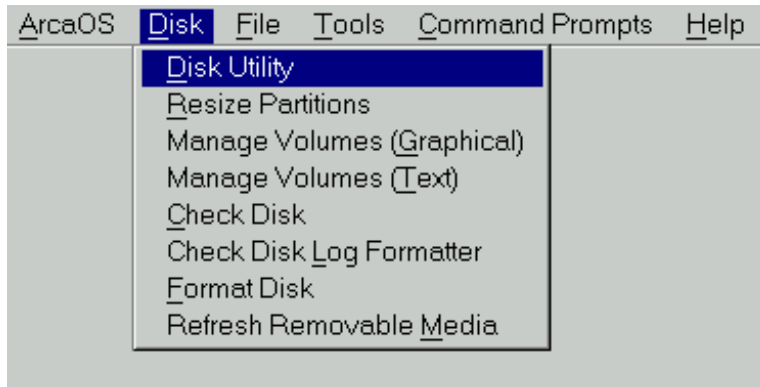 ArcaOS Disk File Tools Command Prompts Help
Disk Utility
Resize Partitions
Manage Volumes (Graphical)
Manage Volumes (Text)
Check Disk
Check Disk Log Formatter
Format Disk
Refresh Removable Media